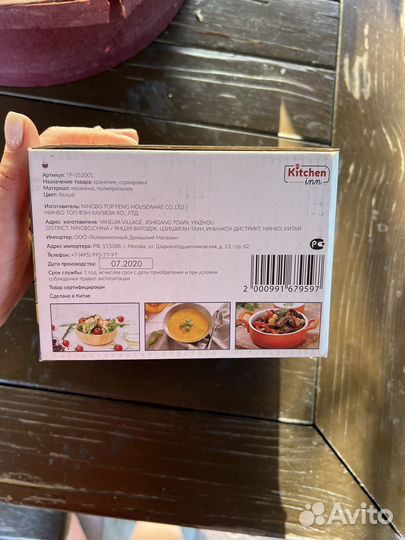 Kitchen
inn
Артикул: TF-052001
Назначение товара: хранение, сервировка
Материал: керамика, полипропилен
Цвет: белый
Изготовитель: NINGBO TOP FENG HOUSEWARE CO.,LTD /
НИНБО ТОП ФЭН ХАУЗВЭА КО., ЛТД
Адрес изготовителя: YANGJIA VILLAGE, JISHIGANG TOWN, YINZHOU
DISTRICT, NINGBO,CHINA / ЯНЦЗЯ ВИЛЭДЖ, ЦЗИШИГАН ТАУН, ИНЬЧЖОУ ДИСТРИКТ, НИНБО, КИТАЙ
Импортер: ООО «Телевизионный Домашний Магазин»
Адрес импортера: РФ, 115088, г. Москва, ул. Шарикоподшипниковская, д. 13, стр. 62
Телефон: +7 (495) 995-77-97
Дата производства: 07.2020
Срок службы: 1 год, исчисляя срок с даты приобретения и при условии
соблюдения правил эксплуатации
Товар сертифицирован
Сделано в Китае
2 000991 679597
Avito